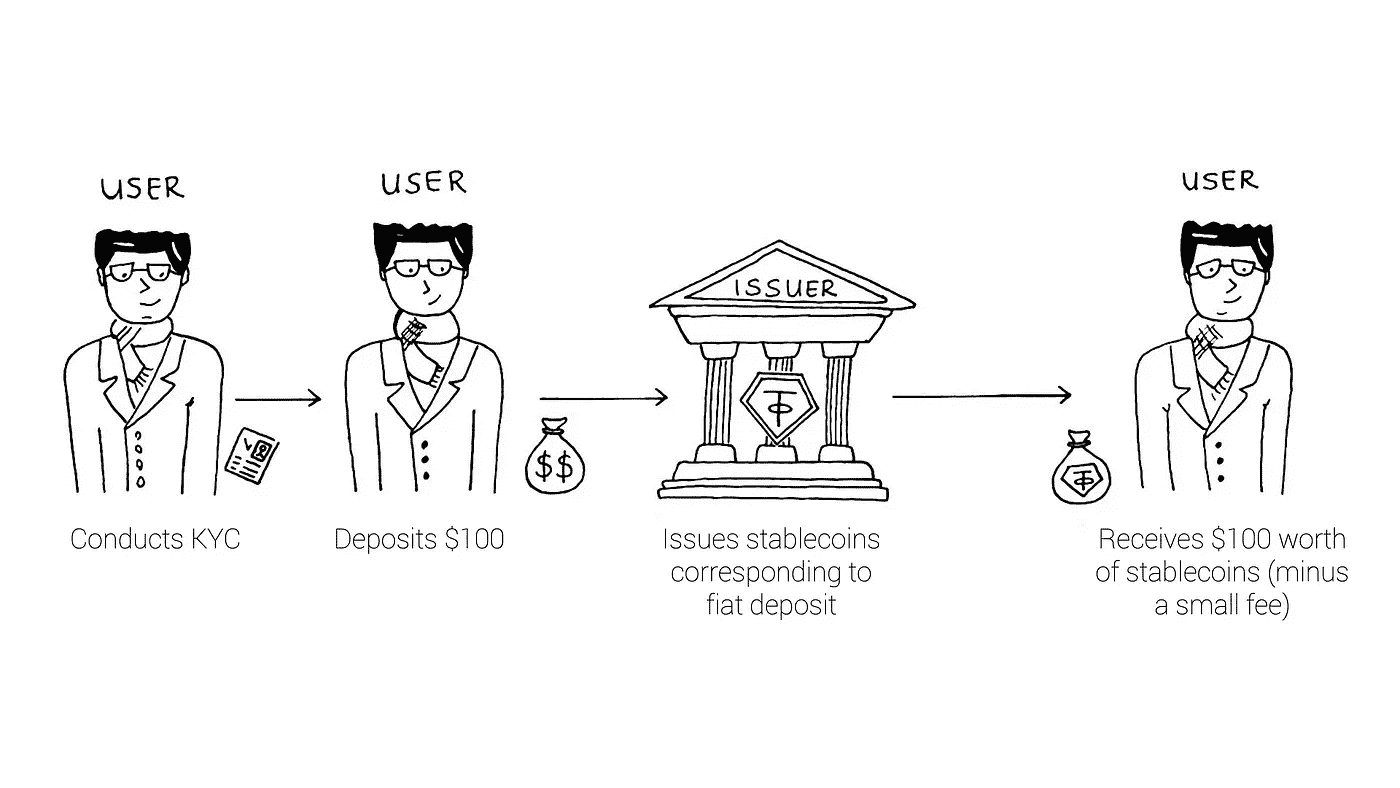 USER
USER
USER
ISSUER
$$
Conducts KYC
Deposits $100
Issues stablecoins
corresponding to
fiat deposit
Receives $100 worth
of stablecoins (minus
a small fee)